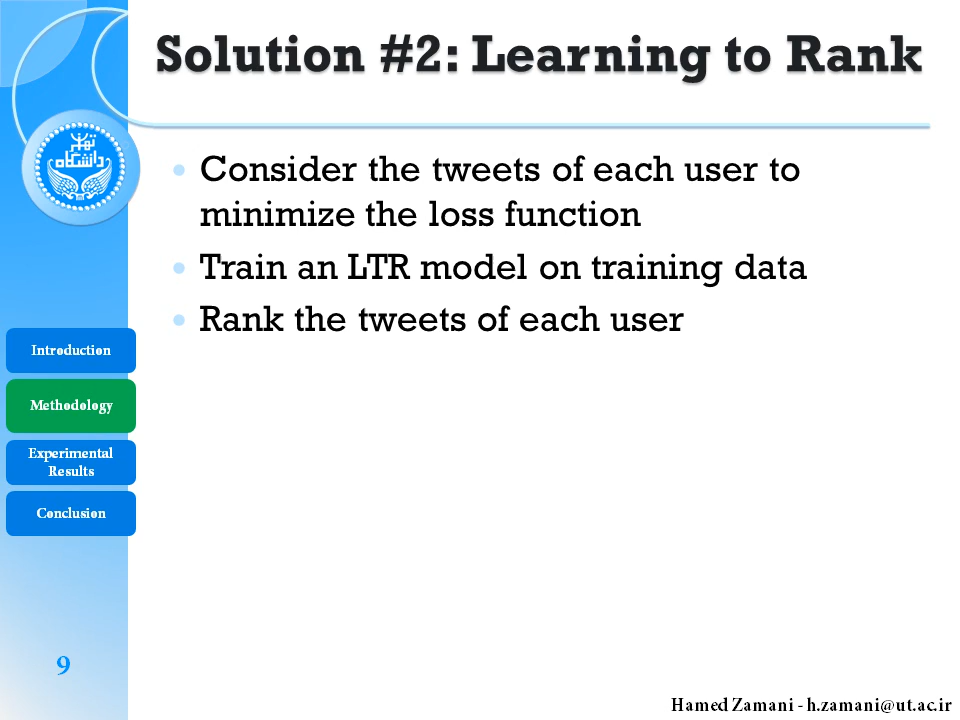 Solution #2: Learning to Rank
دانشگاه تهران
Consider the tweets of each user to
minimize the loss function
Train an LTR model on training data
Rank the tweets of each user
Introduction
Methodology
Experimental
Results
Conclusion
9
Hamed Zamani - h.zamani@ut.ac.ir